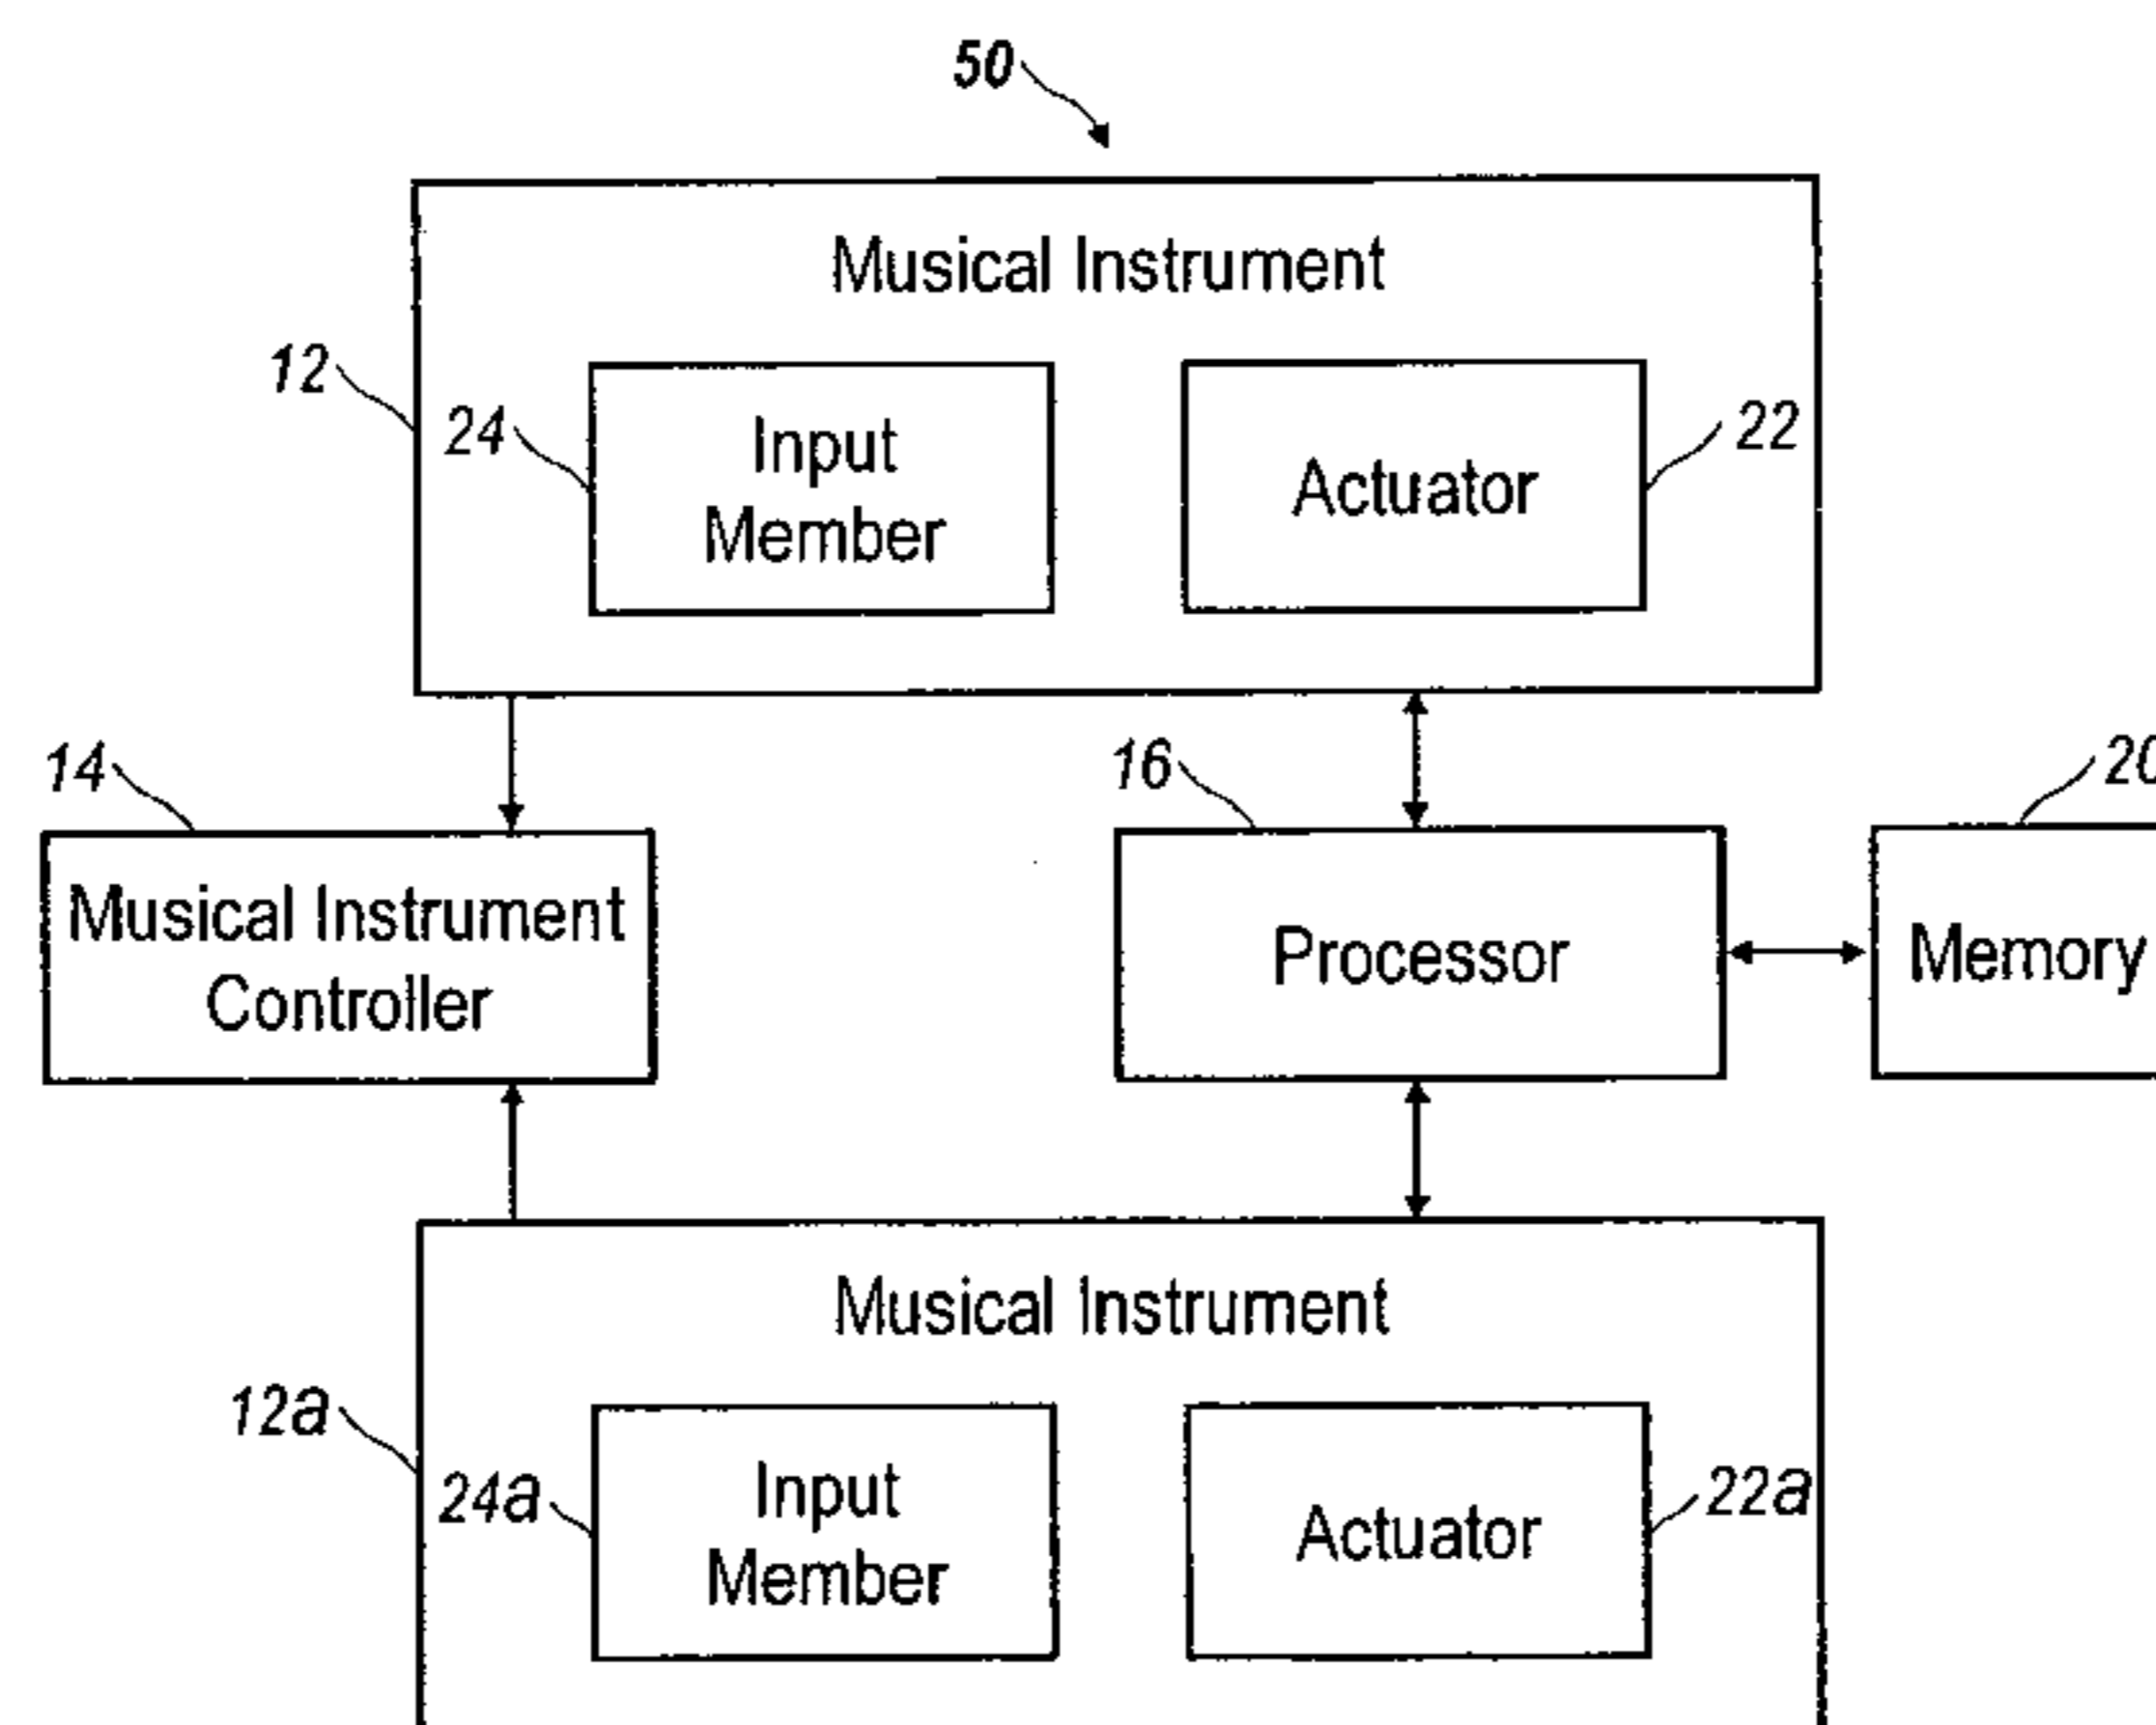 50
Musical Instrument
12
24
Input
Member
Actuator
22
14
16
20
Musical Instrument
Controller
Processor
Memory
Musical Instrument
12a
24a
Input
Member
Actuator
22a